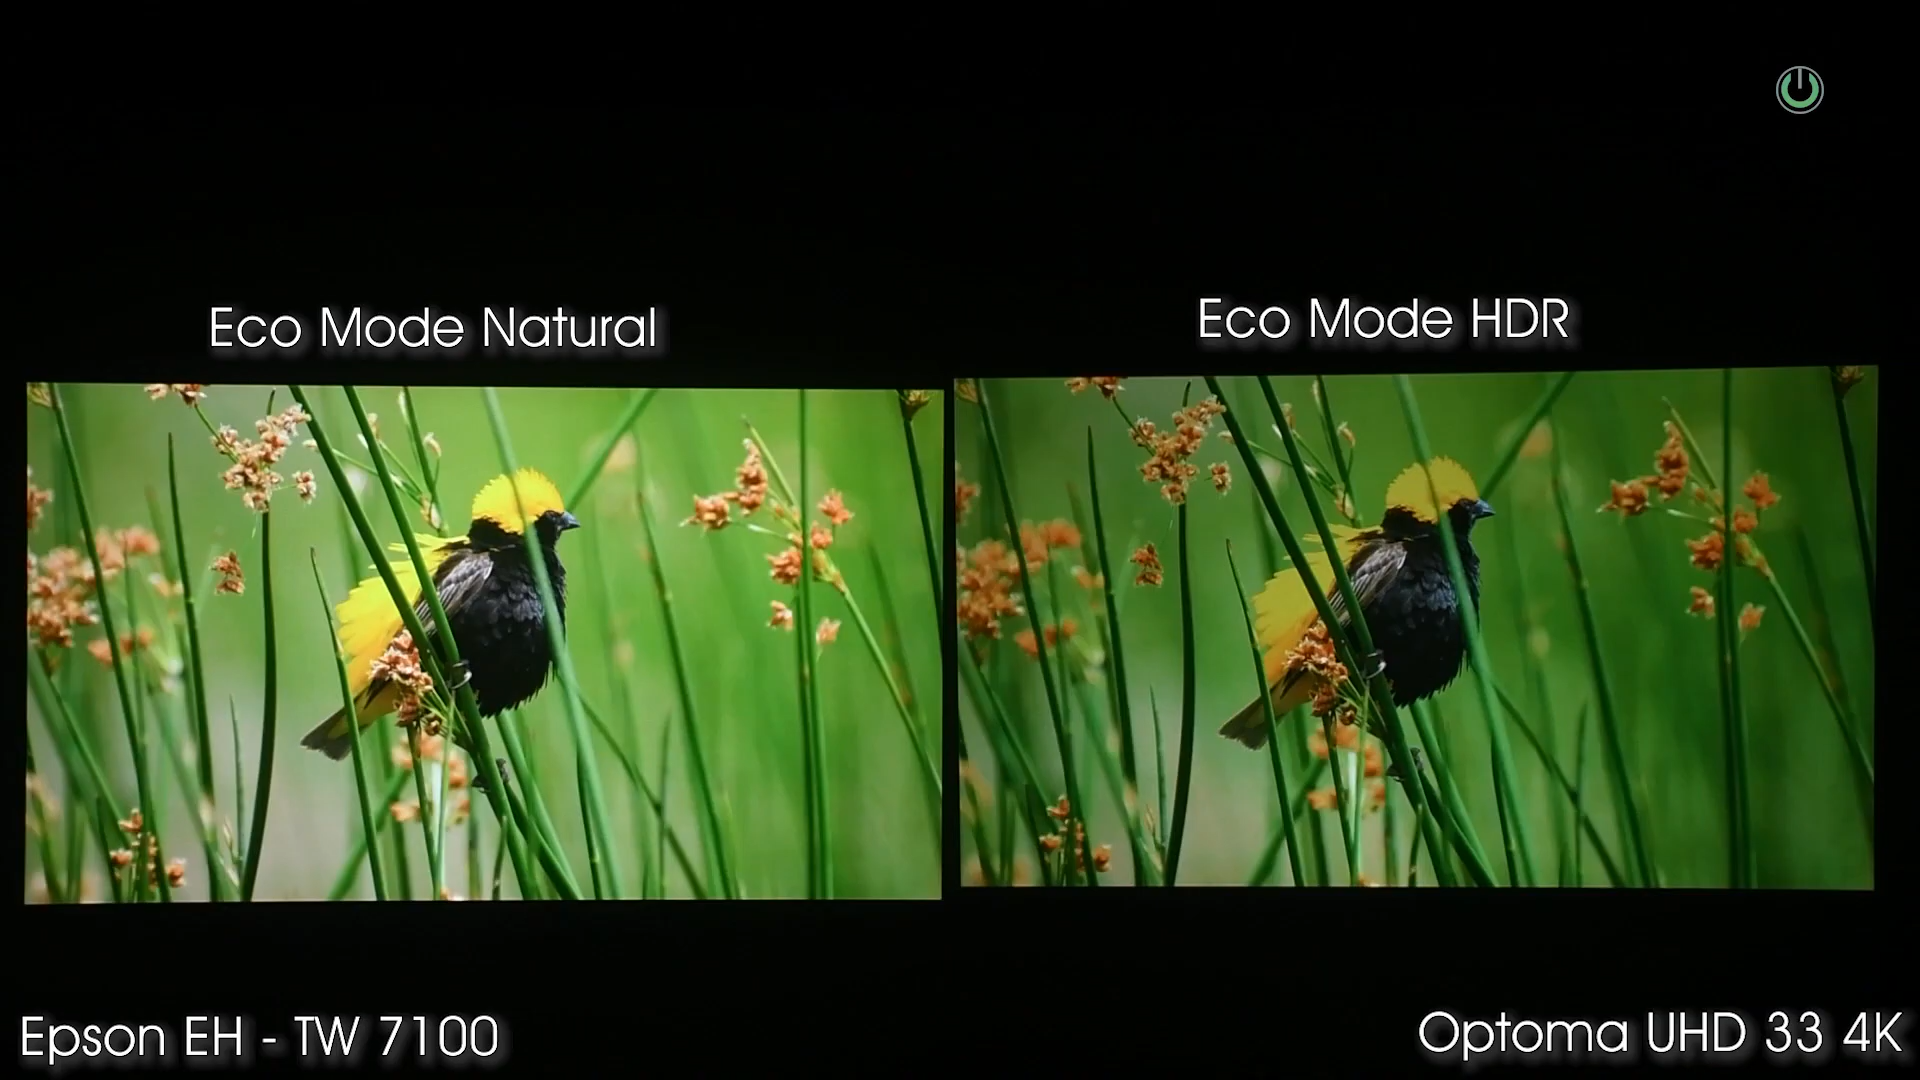 Eco Mode Natural
Eco Mode HDR
Epson EH - TW 7100
Optoma UHD 33 4K